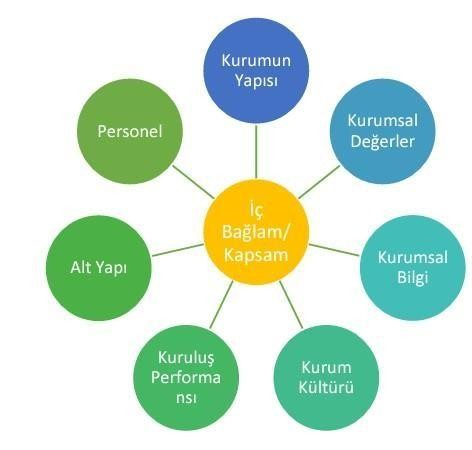 Kurumun
Yapısı
Kurumsal
Değerler
Kurumsal
Bilgi
Kurum
Kültürü
Kuruluş
Performa
nsı
Alt Yapı
Personel
İç
Bağlam/
Kapsam